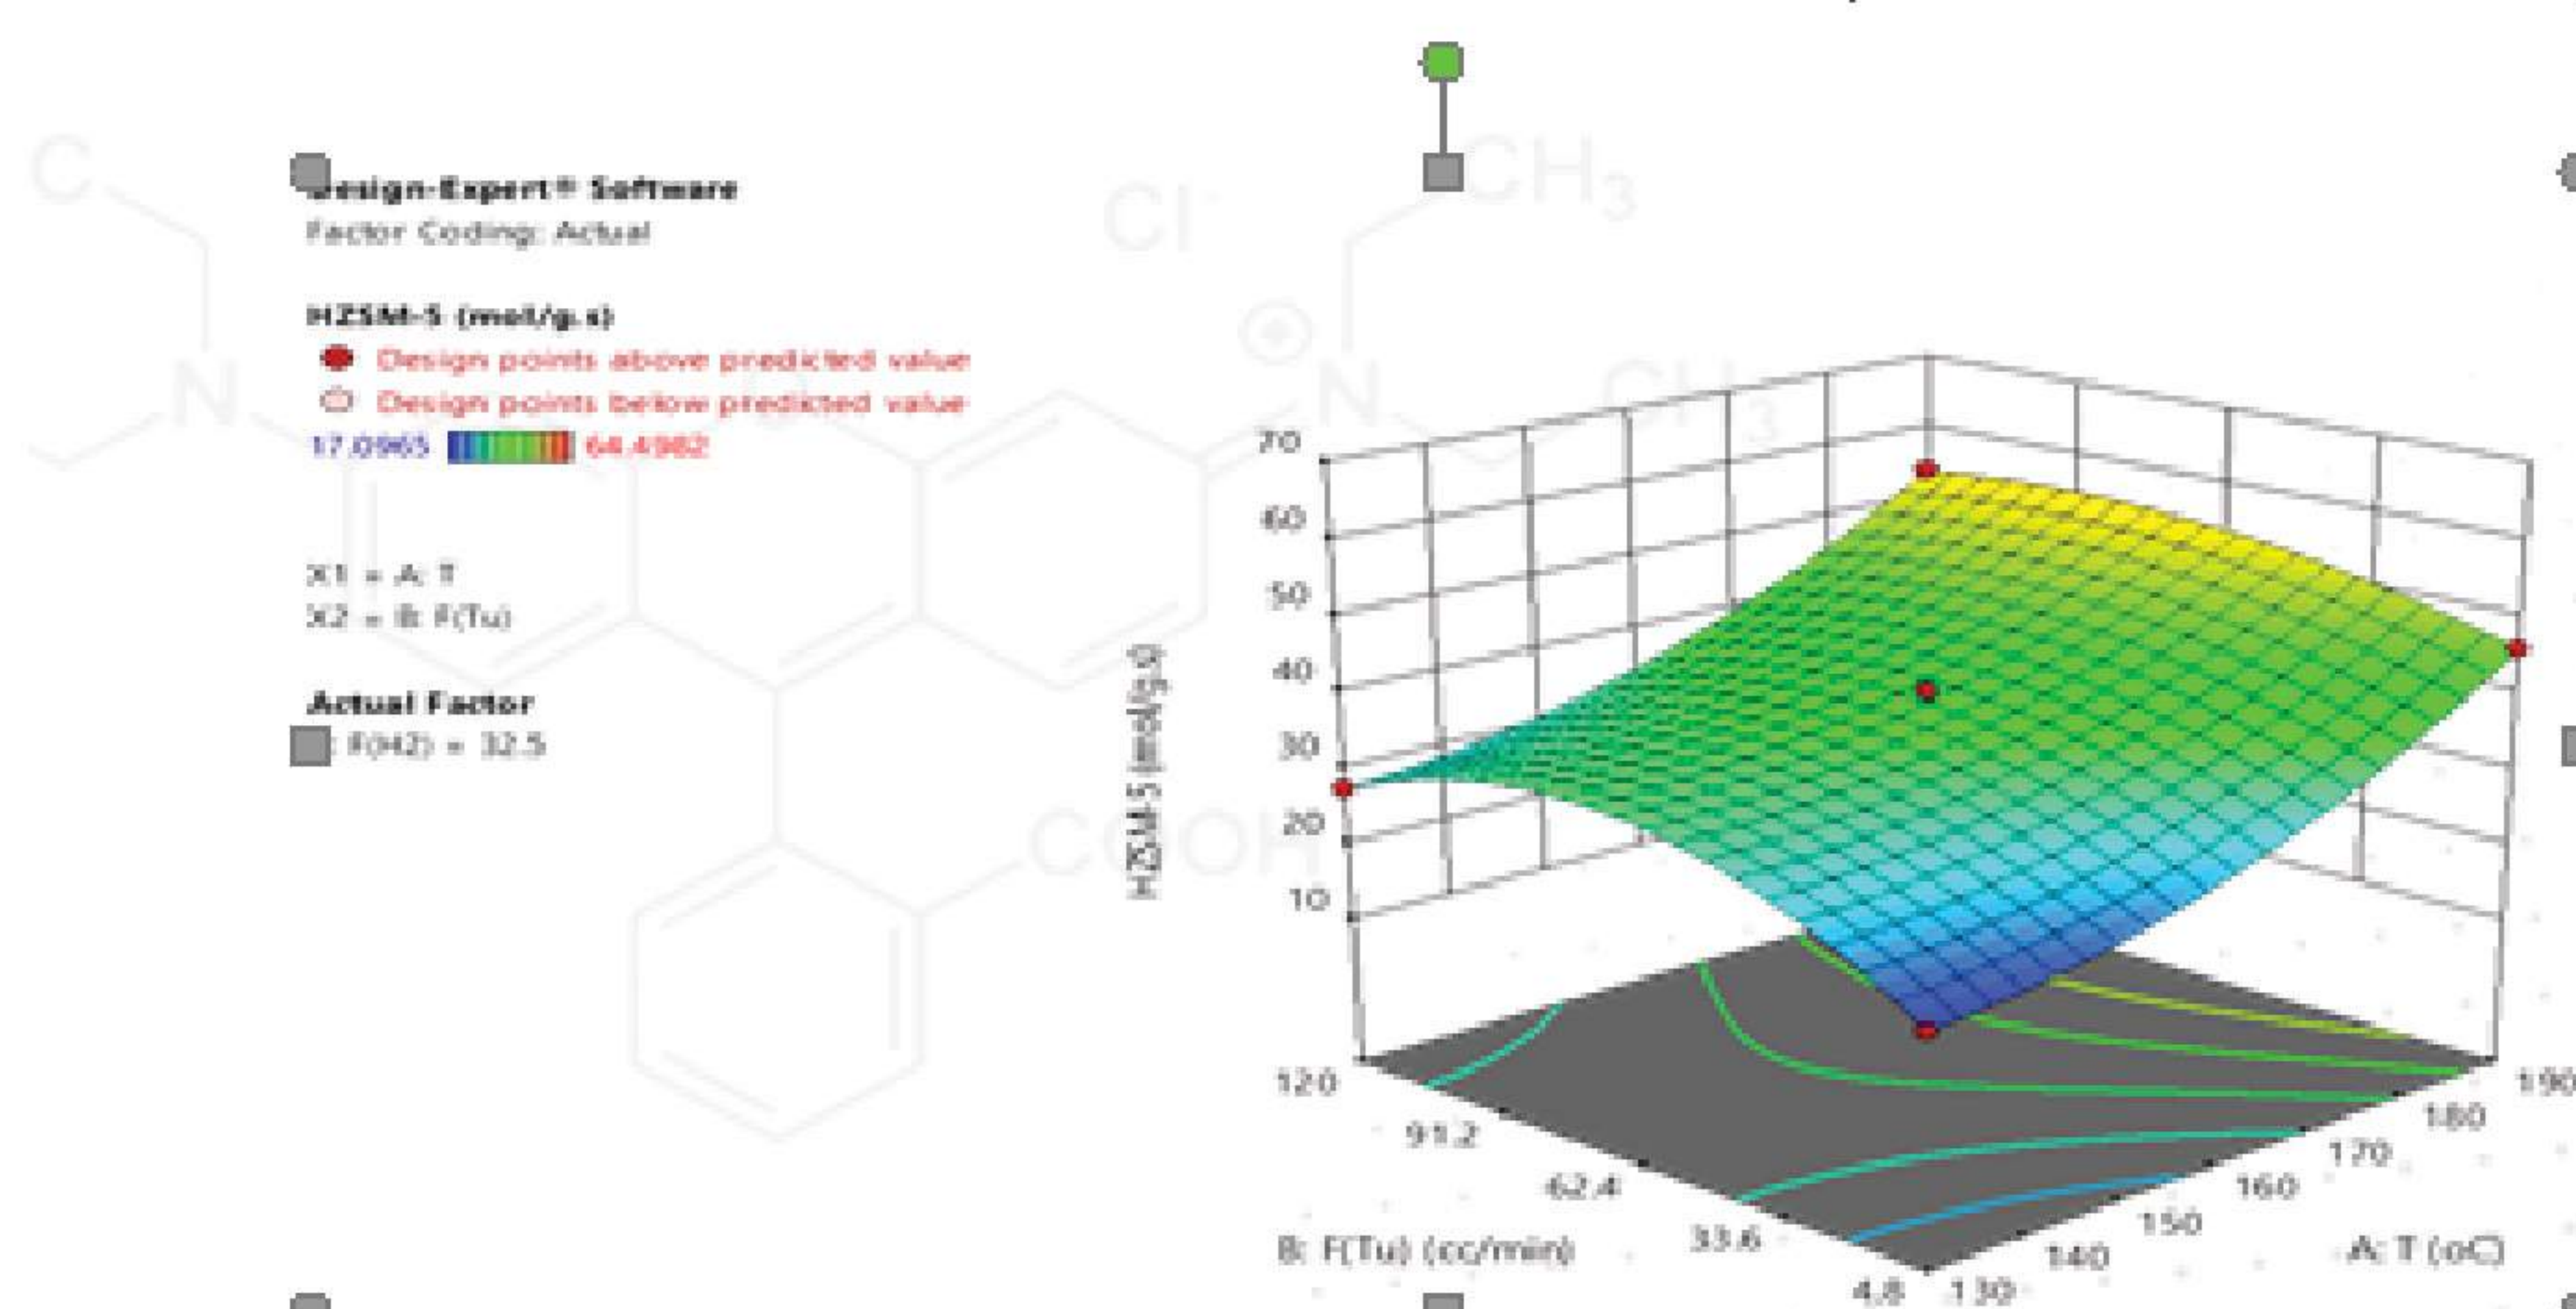 Design-Expert® Software
Factor Coding: Actual
HZSM-5 (mol/g.s)
Design points above predicted value
Design points below predicted value
17.0965 64.4982
X1 = A: T
X2 = B: F(Tu)
Actual Factor
: F(H2) = 32.5
HZSM-5 (mol/g.s)
70
60
50
40
30
20
10
120
91.2
62.4
33.6
4.8
130
140
150
160
170
180
190
B: F(Tu) (cc/min)
A: T (oC)
C
N
O
Cl-
CH3
N
CH3
COOH